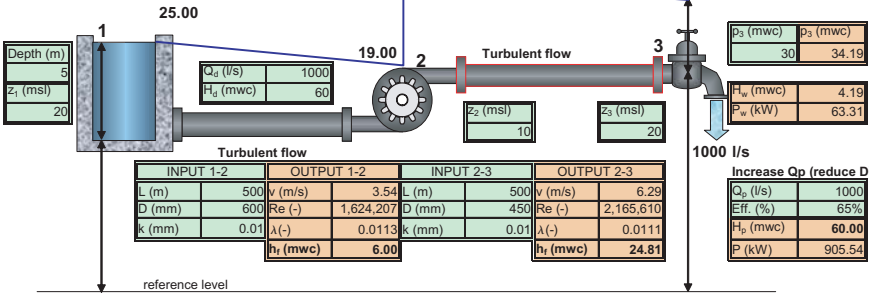 25.00
1
Depth (m)
5
z1 (msl)
20
Qd (l/s) 1000
Hd (mwc) 60
19.00
2
Turbulent flow
3
z2 (msl)
10
z3 (msl)
20
p3 (mwc) p3 (mwc)
30 34.19
Hw (mwc) 4.19
Pw (kW) 63.31
1000 l/s
Turbulent flow
INPUT 1-2 OUTPUT 1-2 INPUT 2-3 OUTPUT 2-3
L (m) 500 v (m/s) 3.54 L (m) 500 v (m/s) 6.29
D (mm) 600 Re (-) 1,624,207 D (mm) 450 Re (-) 2,165,610
k (mm) 0.01 λ(-) 0.0113 k (mm) 0.01 λ(-) 0.0111
hf (mwc) 6.00 hf (mwc) 24.81
Increase Qp (reduce D
Qp (l/s) 1000
Eff. (%) 65%
Hp (mwc) 60.00
P (kW) 905.54
reference level